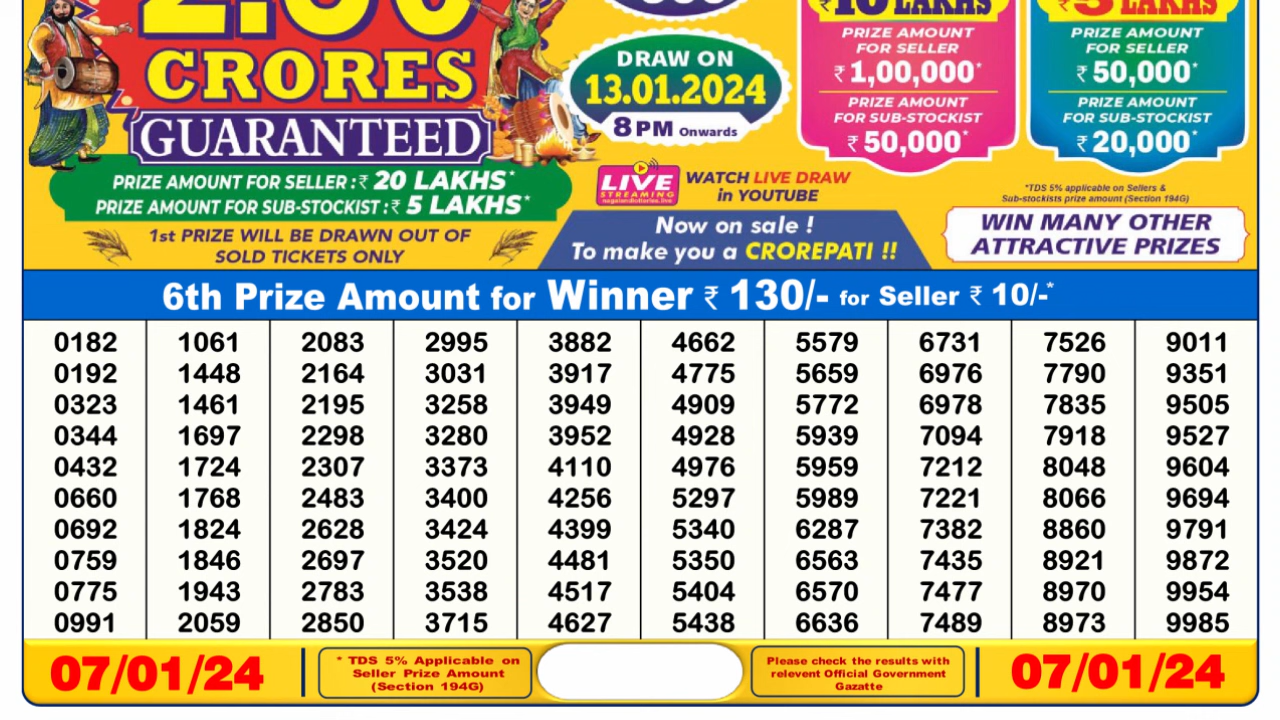 CRORES
GUARANTEED
PRIZE AMOUNT FOR SELLER : ₹ 20 LAKHS*
PRIZE AMOUNT FOR SUB-STOCKIST : ₹ 5 LAKHS*
1st PRIZE WILL BE DRAWN OUT OF
SOLD TICKETS ONLY
DRAW ON
13.01.2024
8 PM Onwards
LIVE
STREAMING
nagalandlotteries.live
WATCH LIVE DRAW
in YOUTUBE
Now on sale !
To make you a CROREPATI !!
₹ 10 LAKHS
PRIZE AMOUNT
FOR SELLER
₹ 1,00,000*
PRIZE AMOUNT
FOR SUB-STOCKIST
₹ 50,000*
₹ 5 LAKHS
PRIZE AMOUNT
FOR SELLER
₹ 50,000*
PRIZE AMOUNT
FOR SUB-STOCKIST
₹ 20,000*
*TDS 5% applicable on Sellers &
Sub-stockists prize amount (Section 194G)
WIN MANY OTHER
ATTRACTIVE PRIZES
6th Prize Amount for Winner ₹ 130/- for Seller ₹ 10/-*
0182 1061 2083 2995 3882 4662 5579 6731 7526 9011
0192 1448 2164 3031 3917 4775 5659 6976 7790 9351
0323 1461 2195 3258 3949 4909 5772 6978 7835 9505
0344 1697 2298 3280 3952 4928 5939 7094 7918 9527
0432 1724 2307 3373 4110 4976 5959 7212 8048 9604
0660 1768 2483 3400 4256 5297 5989 7221 8066 9694
0692 1824 2628 3424 4399 5340 6287 7382 8860 9791
0759 1846 2697 3520 4481 5350 6563 7435 8921 9872
0775 1943 2783 3538 4517 5404 6570 7477 8970 9954
0991 2059 2850 3715 4627 5438 6636 7489 8973 9985
07/01/24
* TDS 5% Applicable on
Seller Prize Amount
(Section 194G)
Please check the results with
relevent Official Government
Gazatte
07/01/24